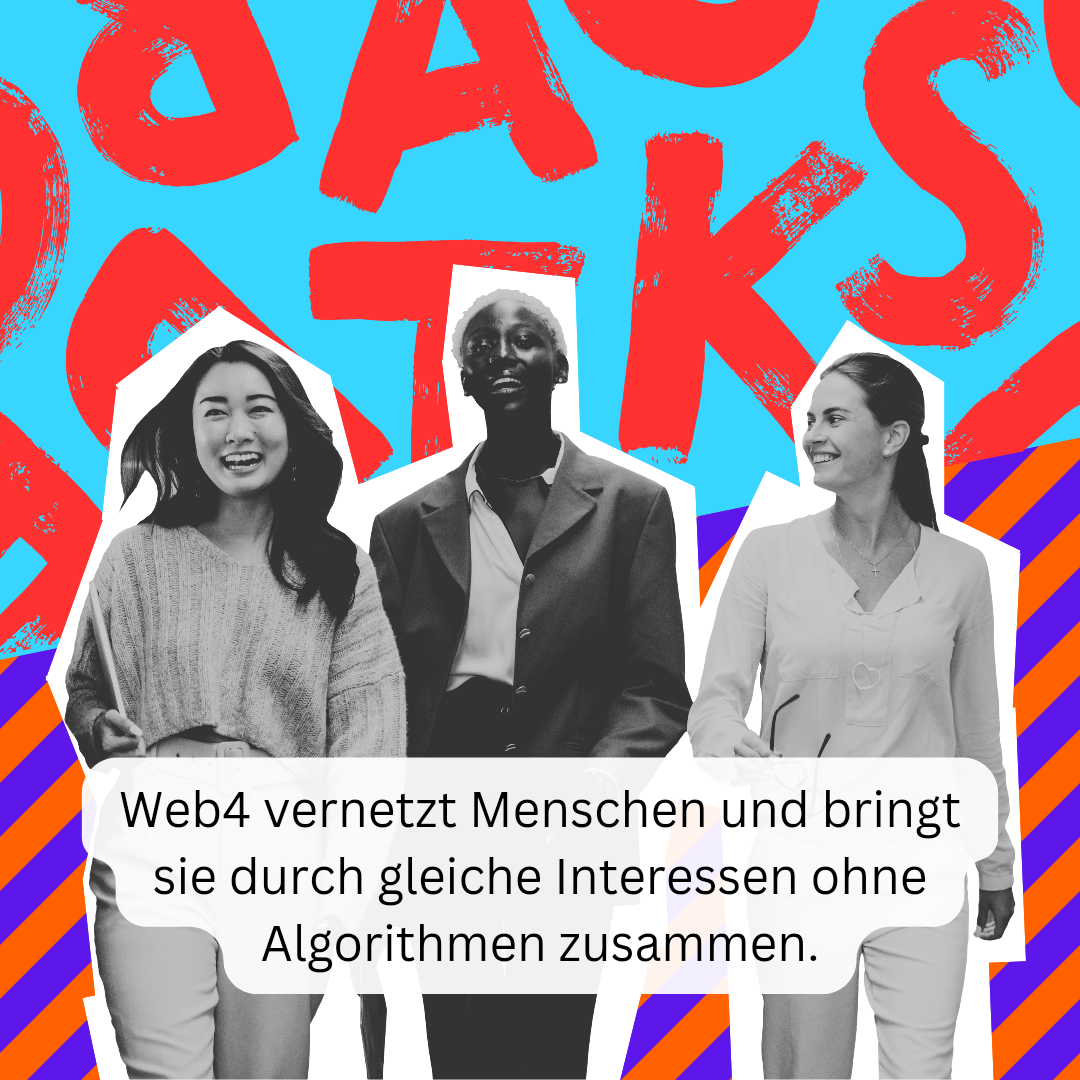 Web4 vernetzt Menschen und bringt
sie durch gleiche Interessen ohne
Algorithmen zusammen.